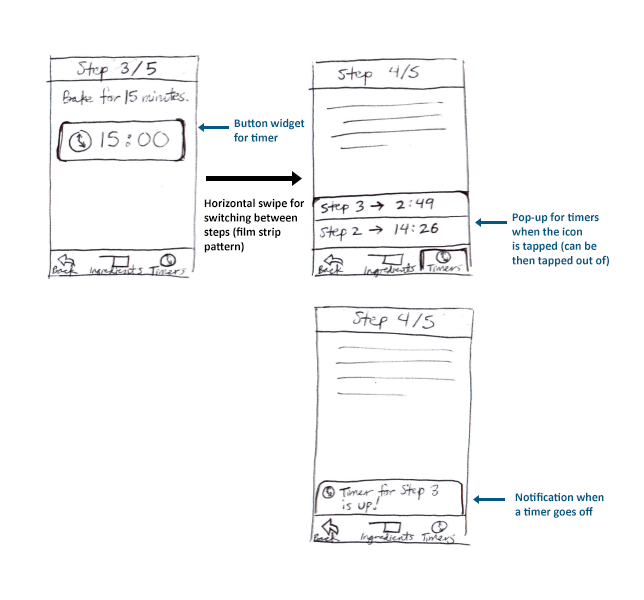 Step 3/5
Bake for 15 minutes.
15:00
Back Ingredients Timers
Button widget
for timer
Horizontal swipe for
switching between
steps (film strip
pattern)
Step 4/5
Step 3 → 2:49
Step 2 → 14:26
Back Ingredients Timers
Pop-up for timers
when the icon
is tapped (can be
then tapped out of)
Step 4/5
Timer for Step 3
is up!
Back Ingredients Timers
Notification when
a timer goes off